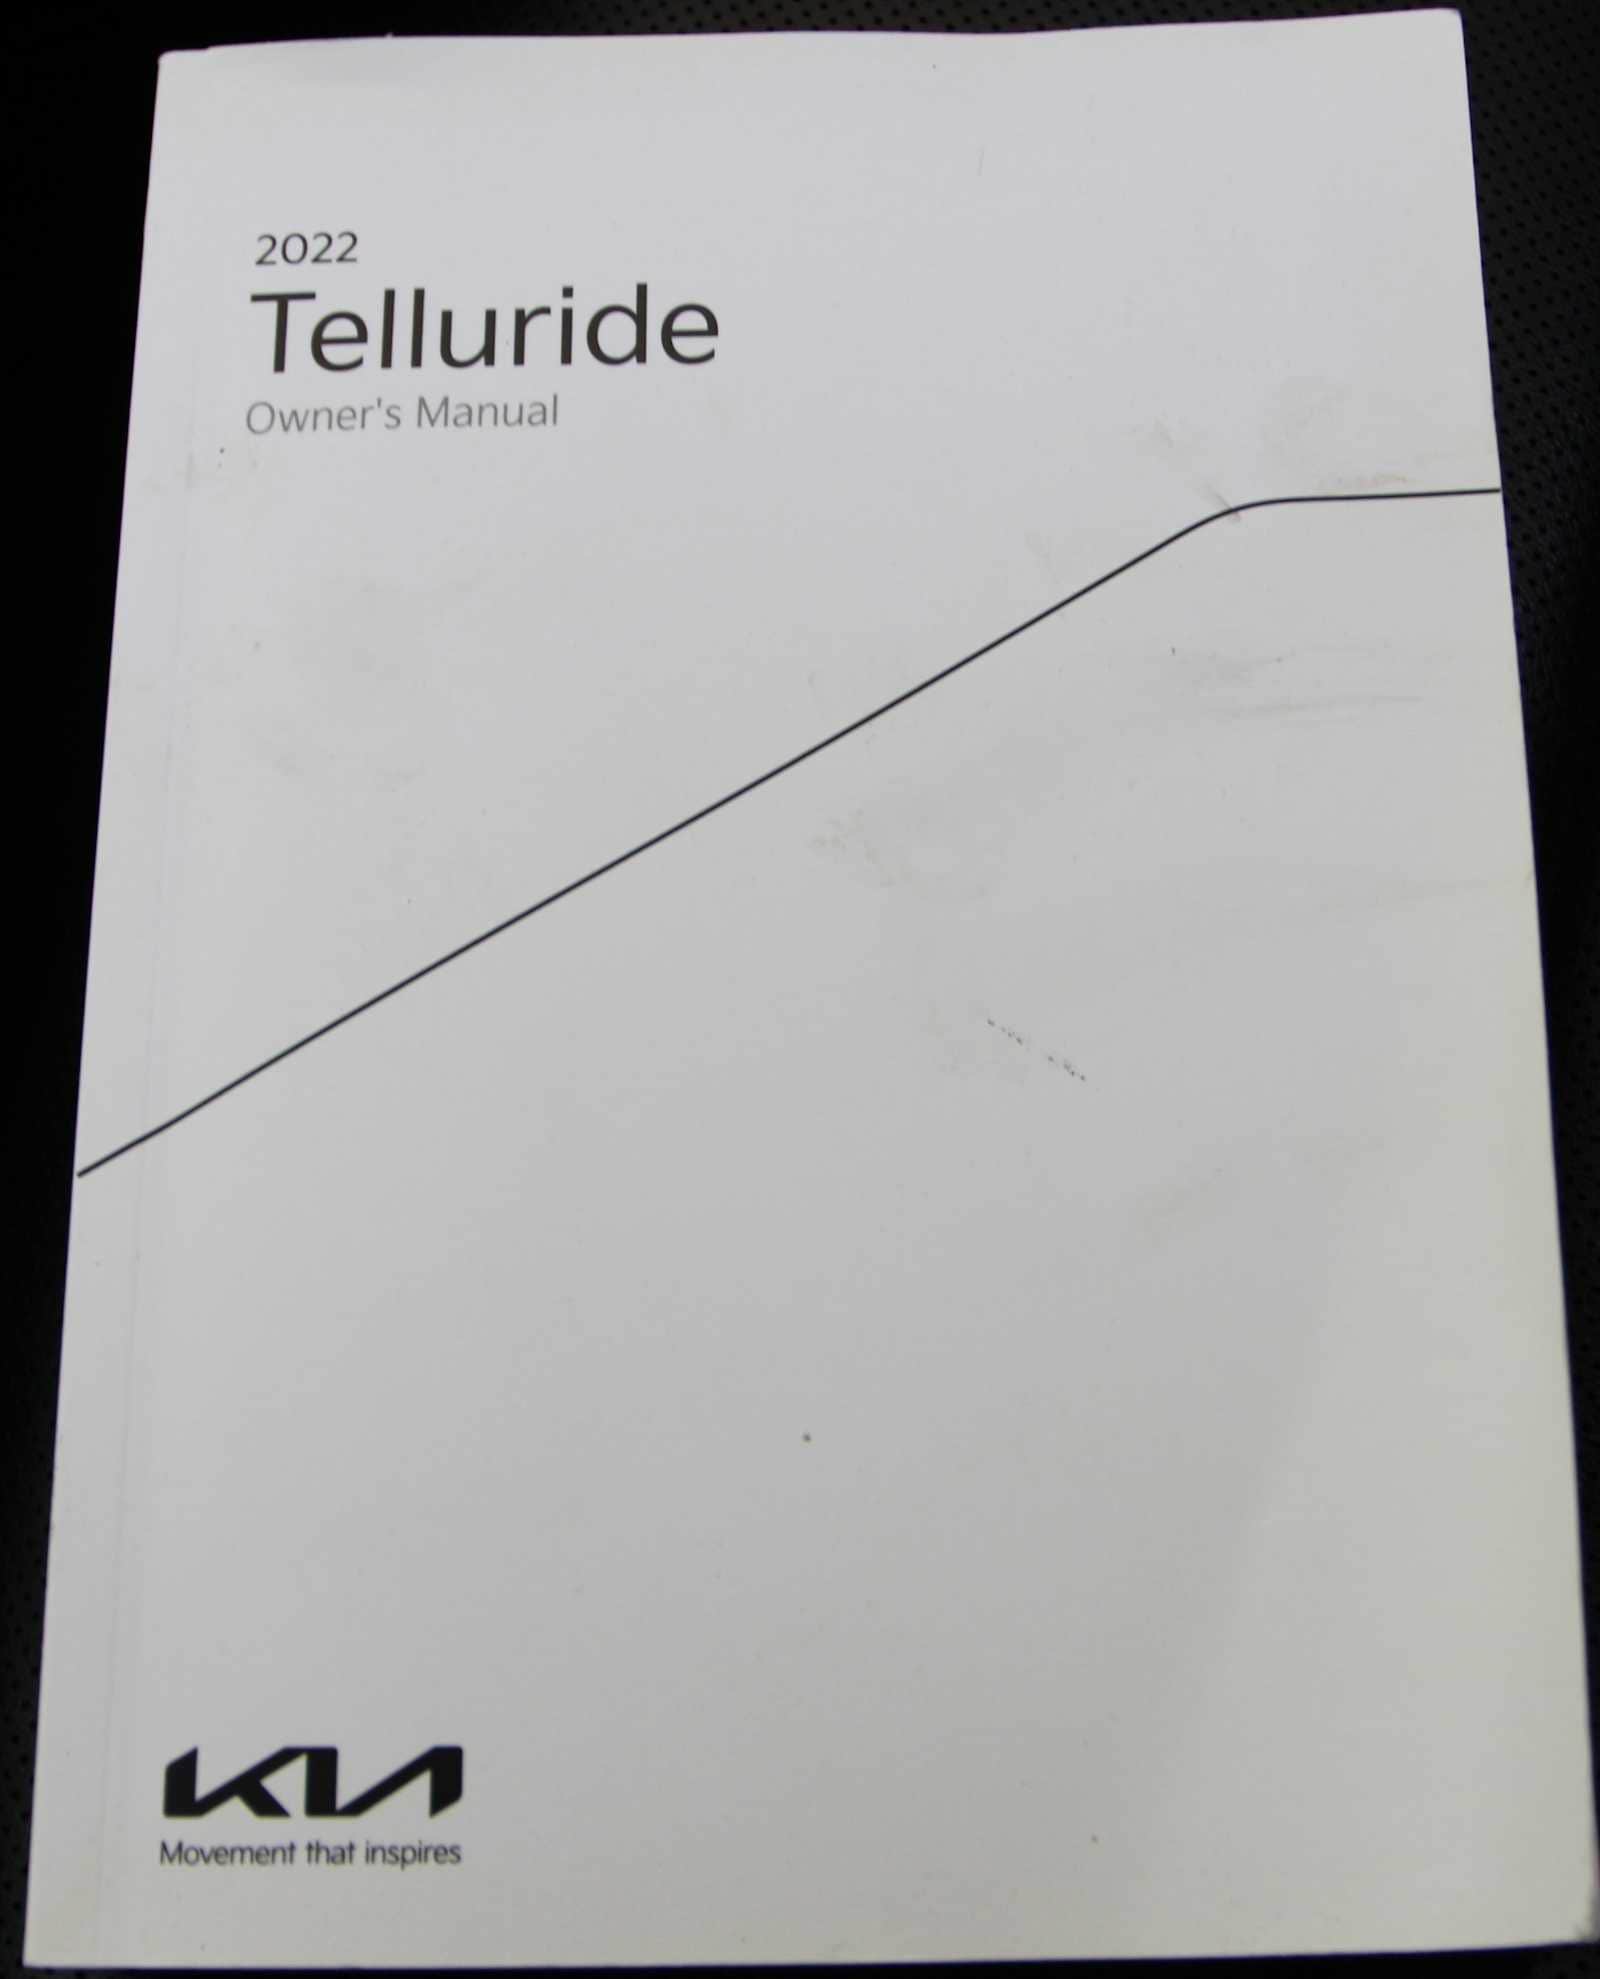 2022
Telluride
Owner's Manual
KIA
Movement that inspires